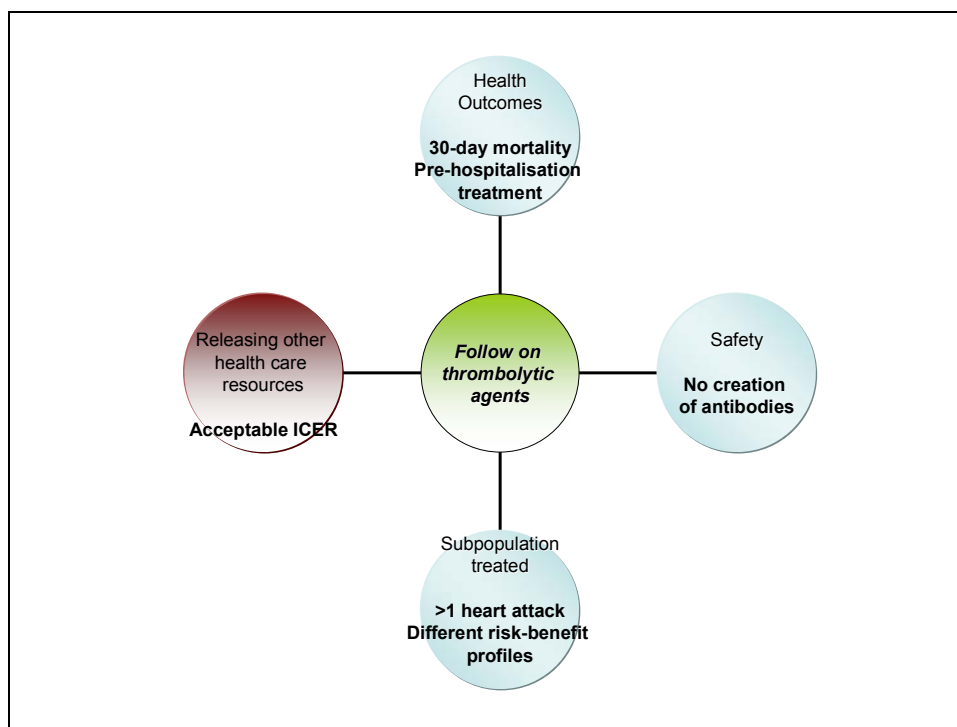 Health
Outcomes
30-day mortality
Pre-hospitalisation
treatment
Releasing other
health care
resources
Acceptable ICER
Follow on
thrombolytic
agents
Safety
No creation
of antibodies
Subpopulation
treated
>1 heart attack
Different risk-benefit
profiles